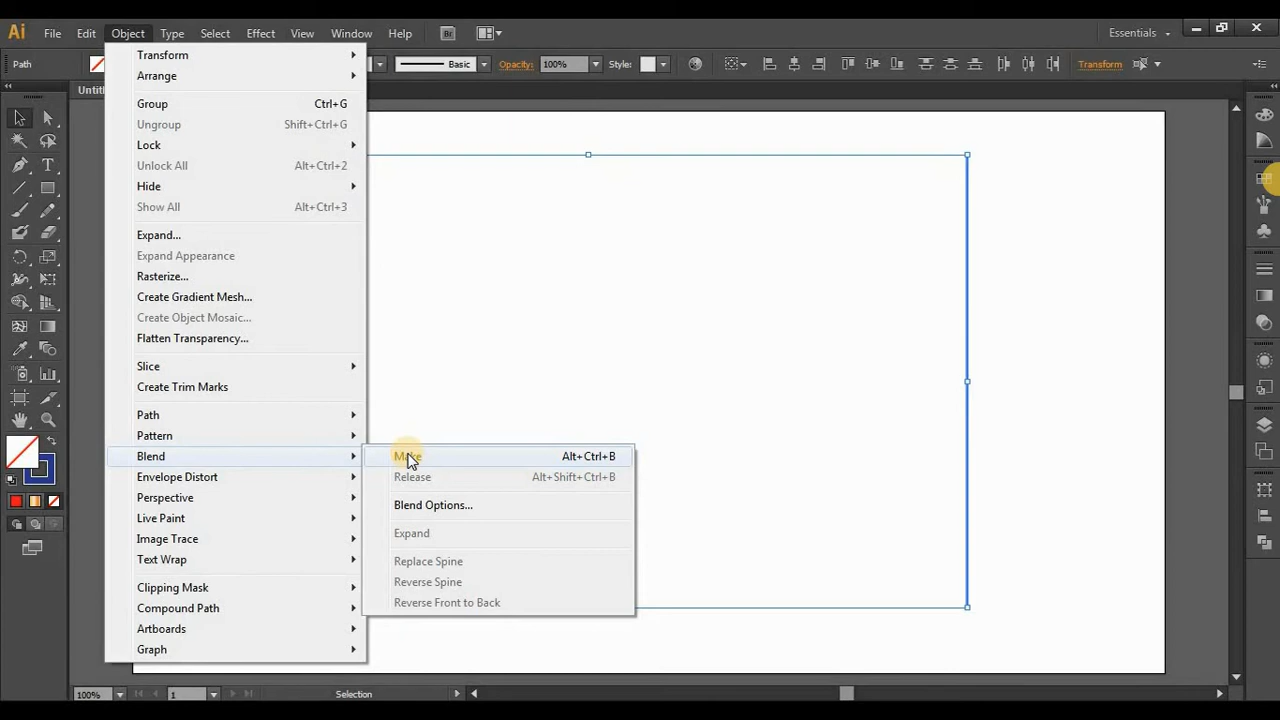 Ai File Edit Object Type Select Effect View Window Help Br Essentials
Path Basic Opacity: 100% Style: Transform
Transform
Arrange
Group Ctrl+G
Ungroup Shift+Ctrl+G
Lock
Unlock All Alt+Ctrl+2
Hide
Show All Alt+Ctrl+3
Expand...
Expand Appearance
Rasterize...
Create Gradient Mesh...
Create Object Mosaic...
Flatten Transparency...
Slice
Create Trim Marks
Path
Pattern
Blend
Envelope Distort
Perspective
Live Paint
Image Trace
Text Wrap
Clipping Mask
Compound Path
Artboards
Graph
Make Alt+Ctrl+B
Release Alt+Shift+Ctrl+B
Blend Options...
Expand
Replace Spine
Reverse Spine
Reverse Front to Back
100% 1 Selection